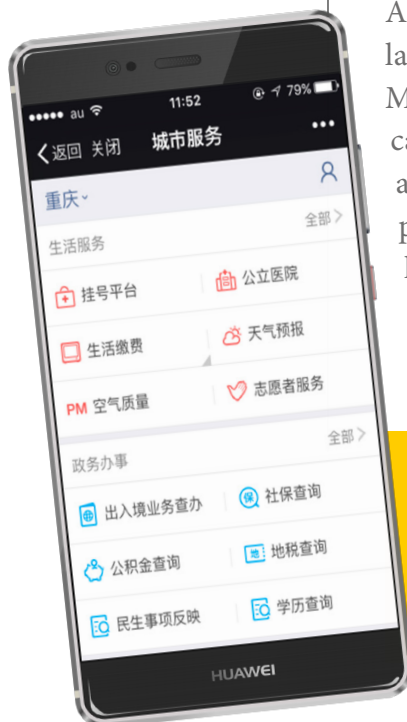 au 11:52 79%
返回 关闭 城市服务
重庆
生活服务 全部
挂号平台 公立医院
生活缴费 天气预报
PM 空气质量 志愿者服务
政务办事 全部
出入境业务查办 保 社保查询
公积金查询 地 地税查询
民生事项反映 学历查询
HUAWEI
A
la
M
ca
a
p